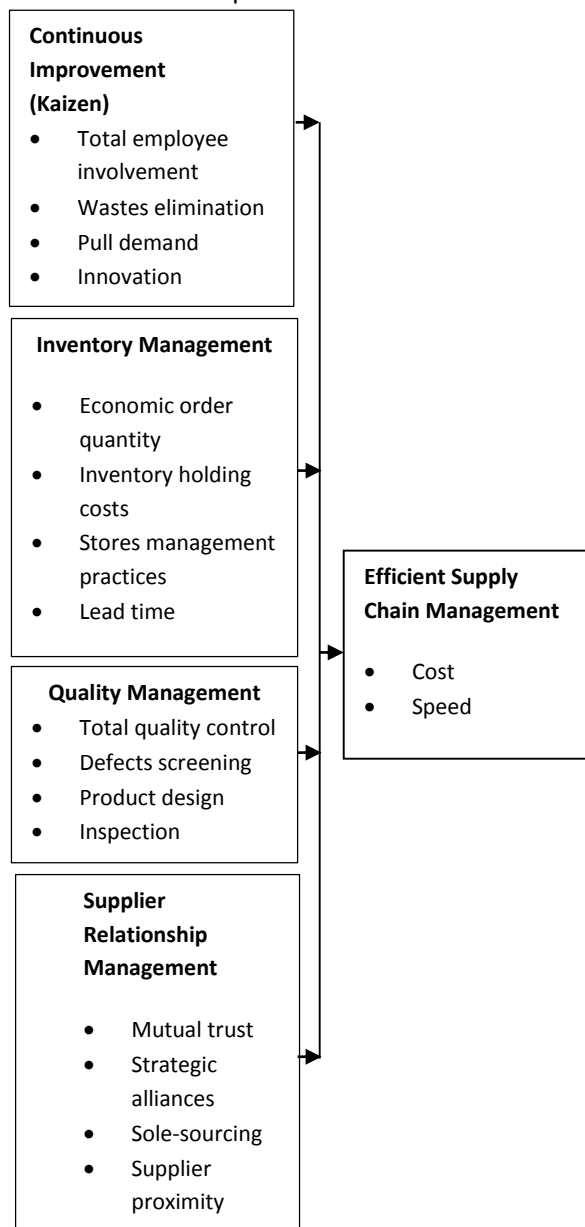 Continuous
Improvement
(Kaizen)
• Total employee
involvement
• Wastes elimination
• Pull demand
• Innovation
Inventory Management
• Economic order
quantity
• Inventory holding
costs
• Stores management
practices
• Lead time
Efficient Supply
Chain Management
• Cost
• Speed
Quality Management
• Total quality control
• Defects screening
• Product design
• Inspection
Supplier
Relationship
Management
• Mutual trust
• Strategic
alliances
• Sole-sourcing
• Supplier
proximity